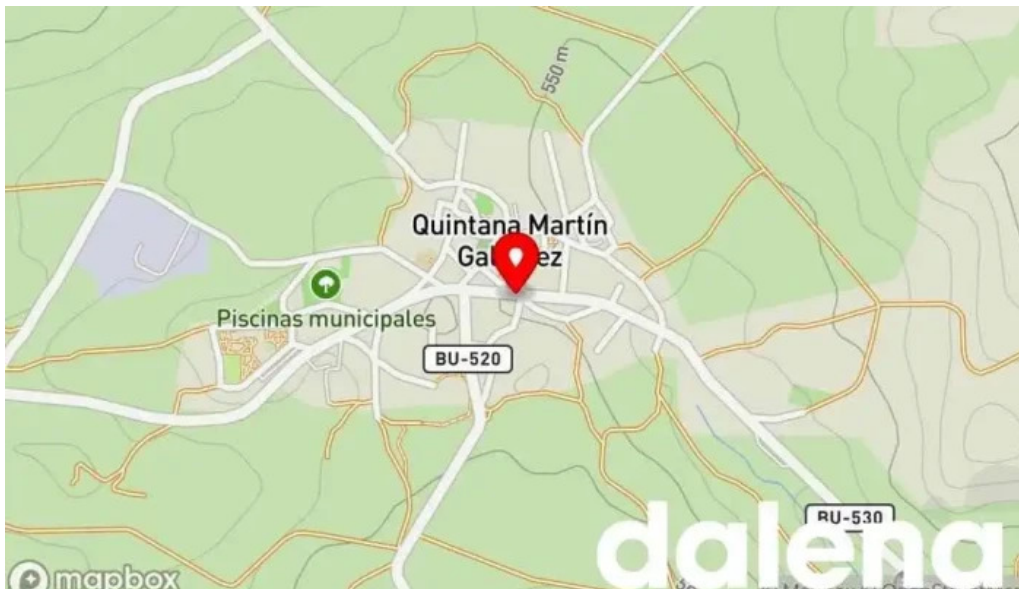 550 m
Quintana Martín
Piscinas municipales
BU-520
BU-530
dalena
mapbox